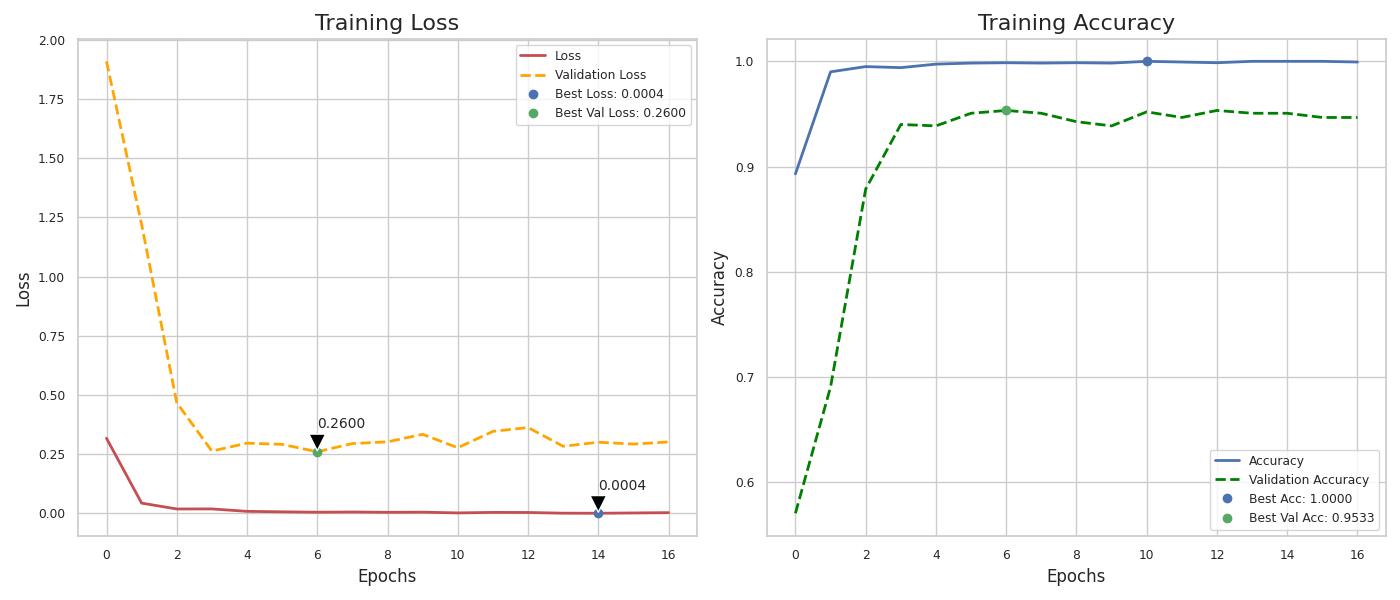 Training Loss
2.00
1.75
1.50
1.25
1.00
0.75
0.50
0.25
0.00
Loss
Loss
Validation Loss
Best Loss: 0.0004
Best Val Loss: 0.2600
0.2600
0.0004
0 2 4 6 8 10 12 14 16
Epochs
Training Accuracy
1.0
0.9
0.8
0.7
0.6
Accuracy
Accuracy
Validation Accuracy
Best Acc: 1.0000
Best Val Acc: 0.9533
0 2 4 6 8 10 12 14 16
Epochs